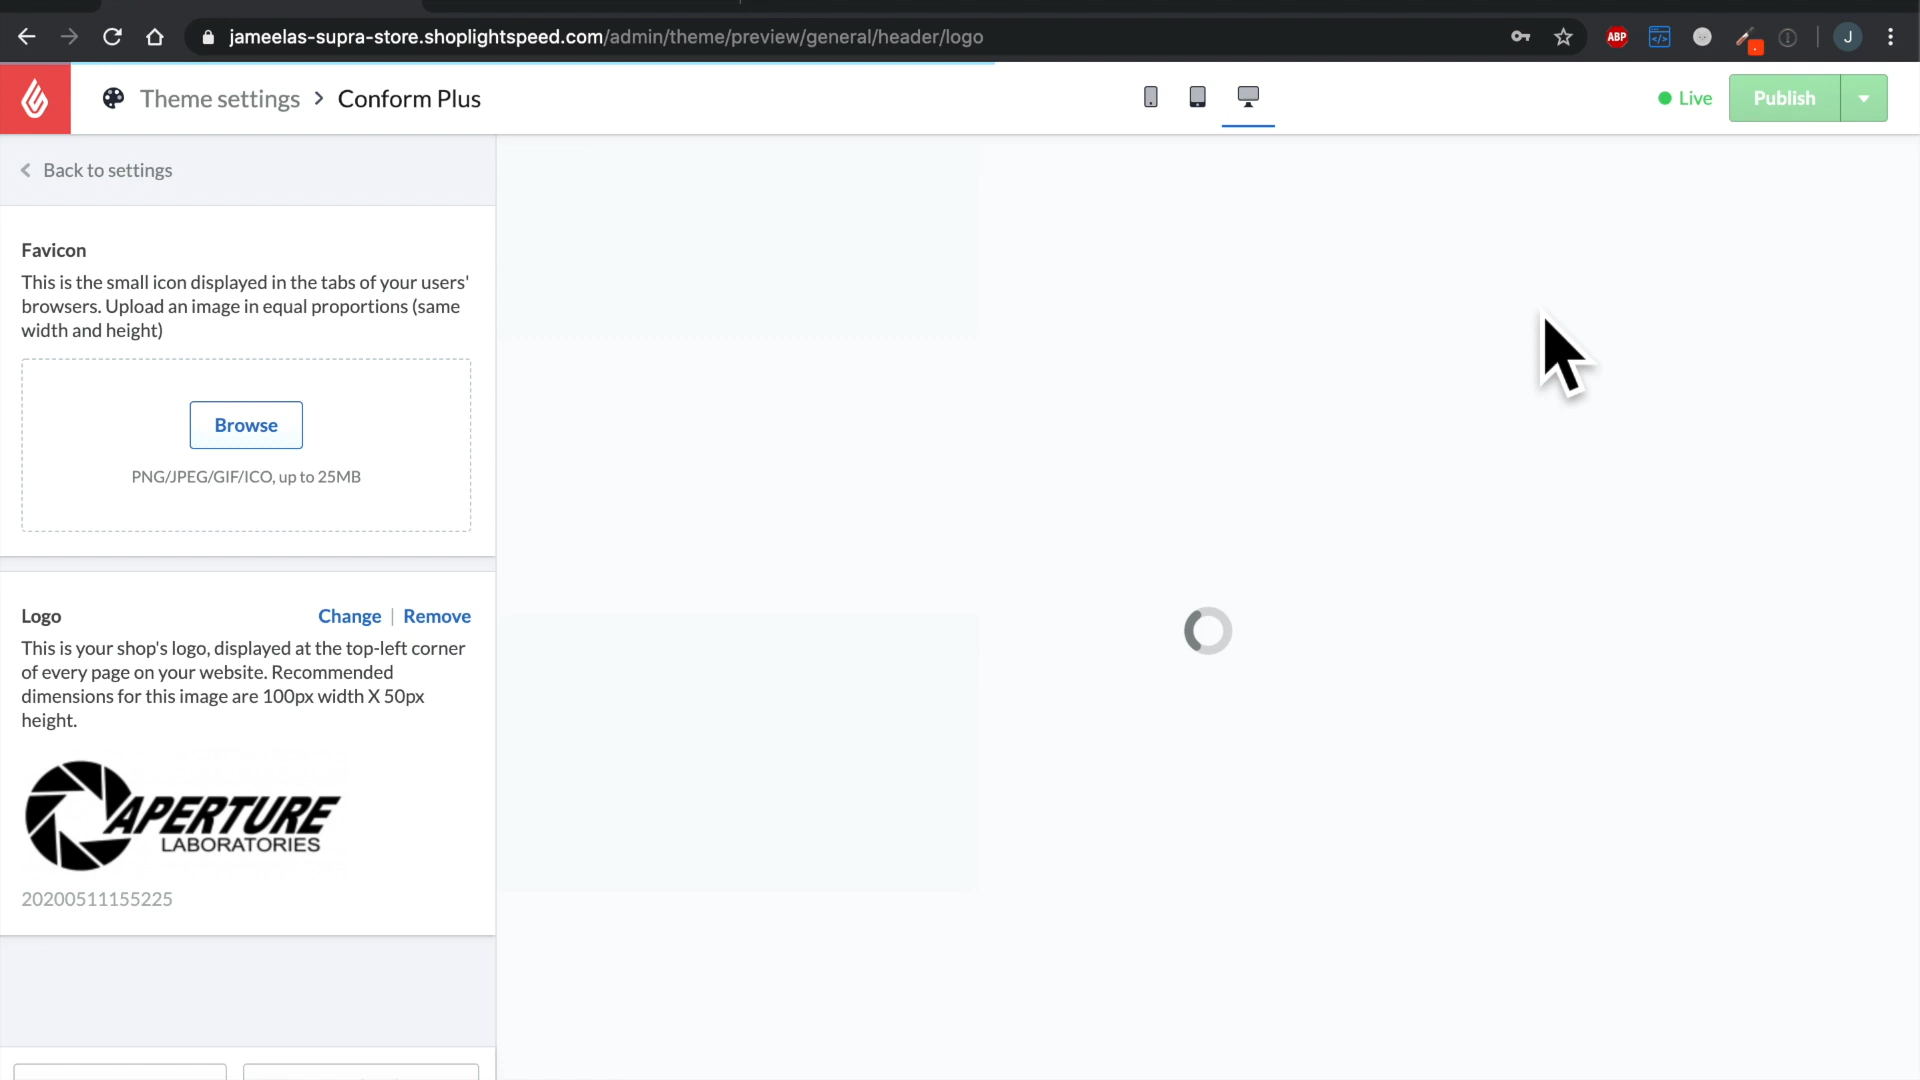 jameelas-supra-store.shoplightspeed.com/admin/theme/preview/general/header/logo
ABP
J
Theme settings > Conform Plus
Live
Publish
Back to settings
Favicon
This is the small icon displayed in the tabs of your users'
browsers. Upload an image in equal proportions (same
width and height)
Browse
PNG/JPEG/GIF/ICO, up to 25MB
Logo
Change | Remove
This is your shop's logo, displayed at the top-left corner
of every page on your website. Recommended
dimensions for this image are 100px width X 50px
height.
APERTURE
LABORATORIES
20200511155225